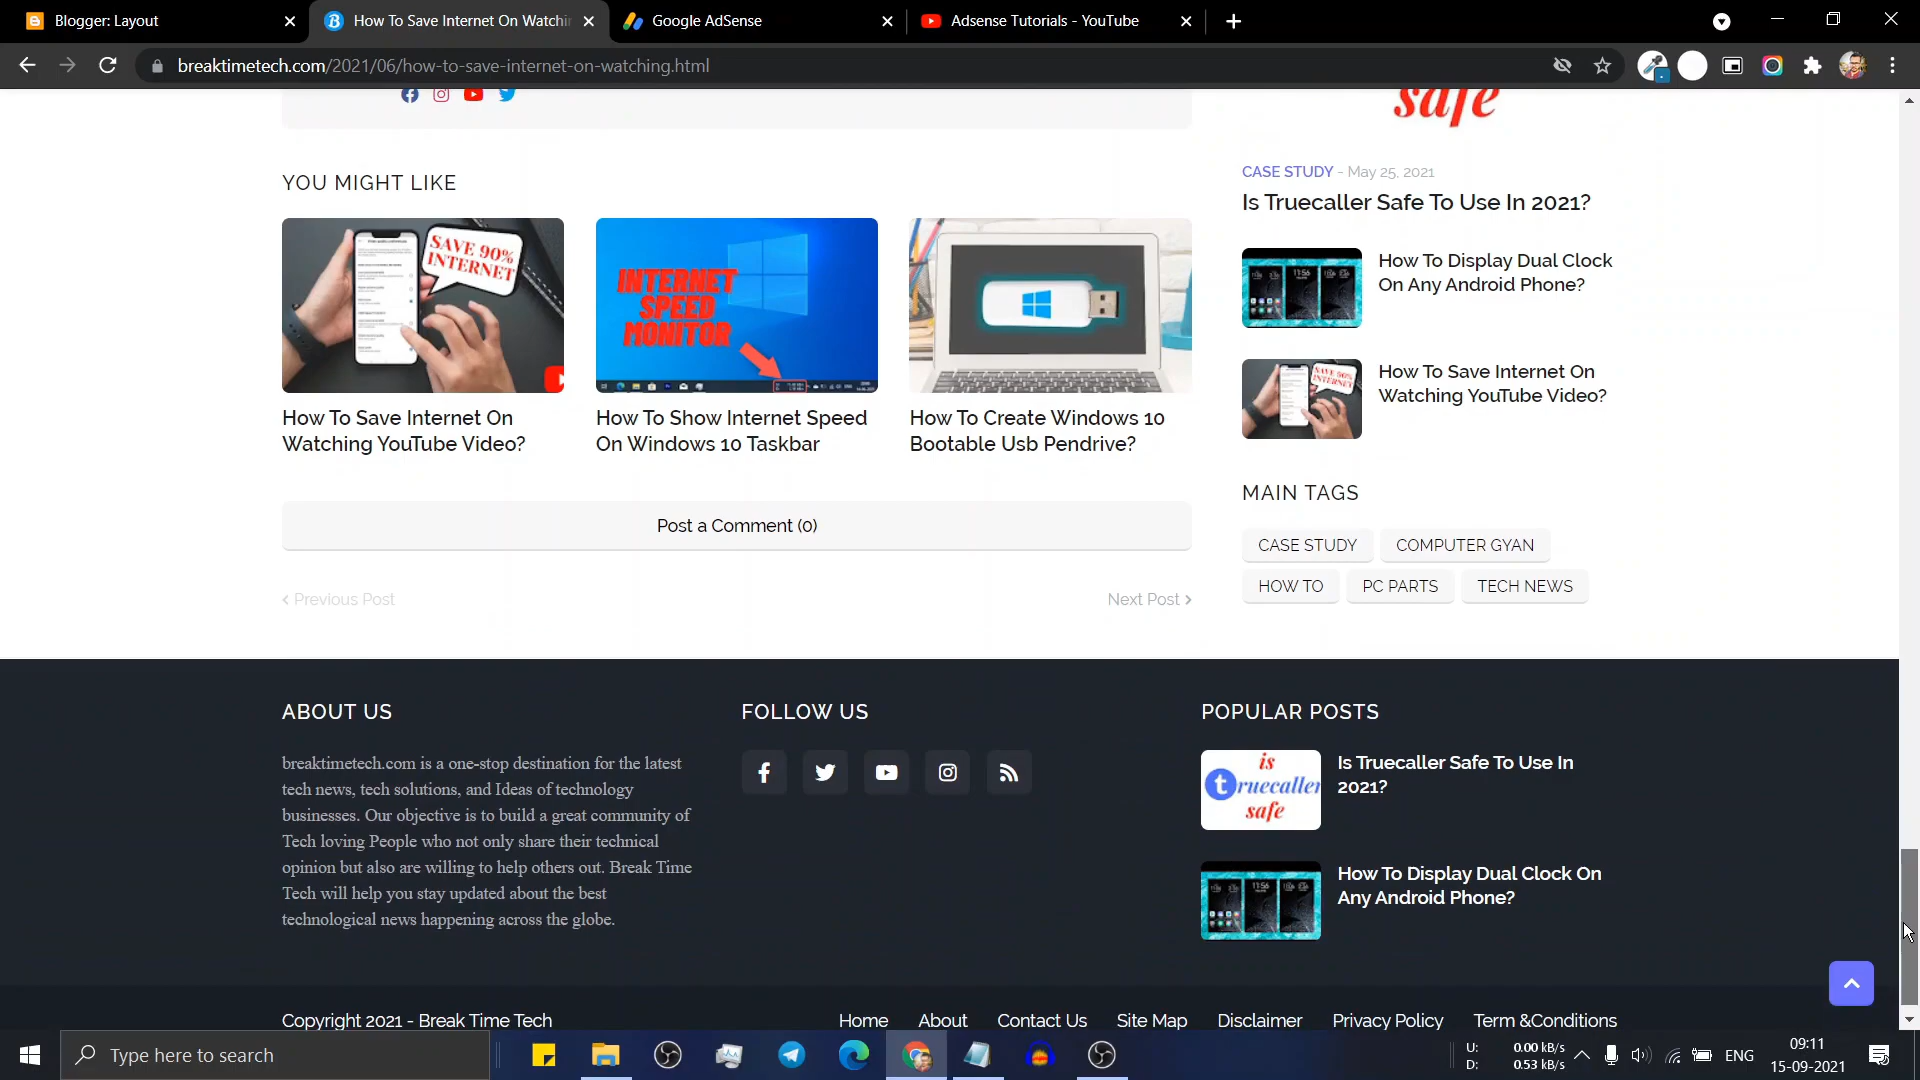 Blogger: Layout
How To Save Internet On Watchin
Google AdSense
Adsense Tutorials - YouTube
breaktimetech.com/2021/06/how-to-save-internet-on-watching.html
safe
YOU MIGHT LIKE
CASE STUDY - May 25, 2021
Is Truecaller Safe To Use In 2021?
SAVE 90%
INTERNET
INTERNET
SPEED
MONITOR
How To Display Dual Clock
On Any Android Phone?
11:56
SAVE 90%
INTERNET
How To Save Internet On
Watching YouTube Video?
How To Save Internet On
Watching YouTube Video?
How To Show Internet Speed
On Windows 10 Taskbar
How To Create Windows 10
Bootable Usb Pendrive?
MAIN TAGS
CASE STUDY
COMPUTER GYAN
HOW TO
PC PARTS
TECH NEWS
Post a Comment (0)
Previous Post
Next Post
ABOUT US
breaktimetech.com is a one-stop destination for the latest
tech news, tech solutions, and Ideas of technology
businesses. Our objective is to build a great community of
Tech loving People who not only share their technical
opinion but also are willing to help others out. Break Time
Tech will help you stay updated about the best
technological news happening across the globe.
FOLLOW US
POPULAR POSTS
is
truecaller
safe
Is Truecaller Safe To Use In
2021?
11:56
How To Display Dual Clock On
Any Android Phone?
Copyright 2021 - Break Time Tech
Home
About
Contact Us
Site Map
Disclaimer
Privacy Policy
Term &Conditions
Type here to search
U: 0.00 kB/s
D: 0.53 kB/s
ENG
09:11
15-09-2021